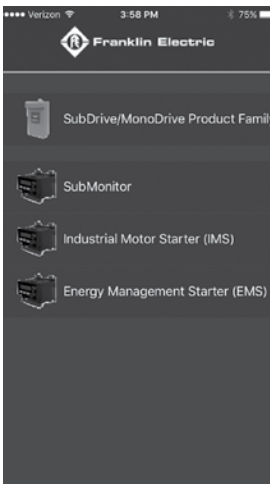 Verizon 3:58 PM 75%
Franklin Electric
SubDrive/MonoDrive Product Famil
SubMonitor
Industrial Motor Starter (IMS)
Energy Management Starter (EMS)